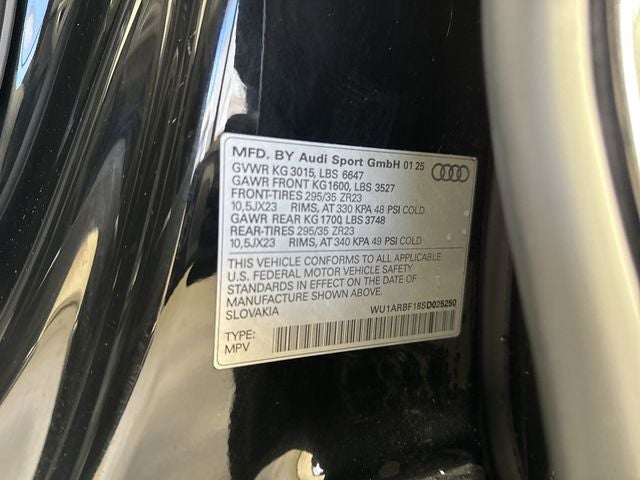 MFD. BY Audi Sport GmbH 01 25
GVWR KG 3015, LBS 6647
GAWR FRONT KG1600, LBS 3527
FRONT-TIRES 295/35 ZR23
10,5JX23 RIMS, AT 330 KPA 48 PSI COLD
GAWR REAR KG1700 LBS 3748
REAR-TIRES 295/35 ZR23
10,5JX23 RIMS, AT 340 KPA 49 PSI COLD
THIS VEHICLE CONFORMS TO ALL APPLICABLE
U.S. FEDERAL MOTOR VEHICLE SAFETY
STANDARDS IN EFFECT ON THE DATE OF
MANUFACTURE SHOWN ABOVE.
SLOVAKIA WU1ARBF18SD025250
TYPE:
MPV